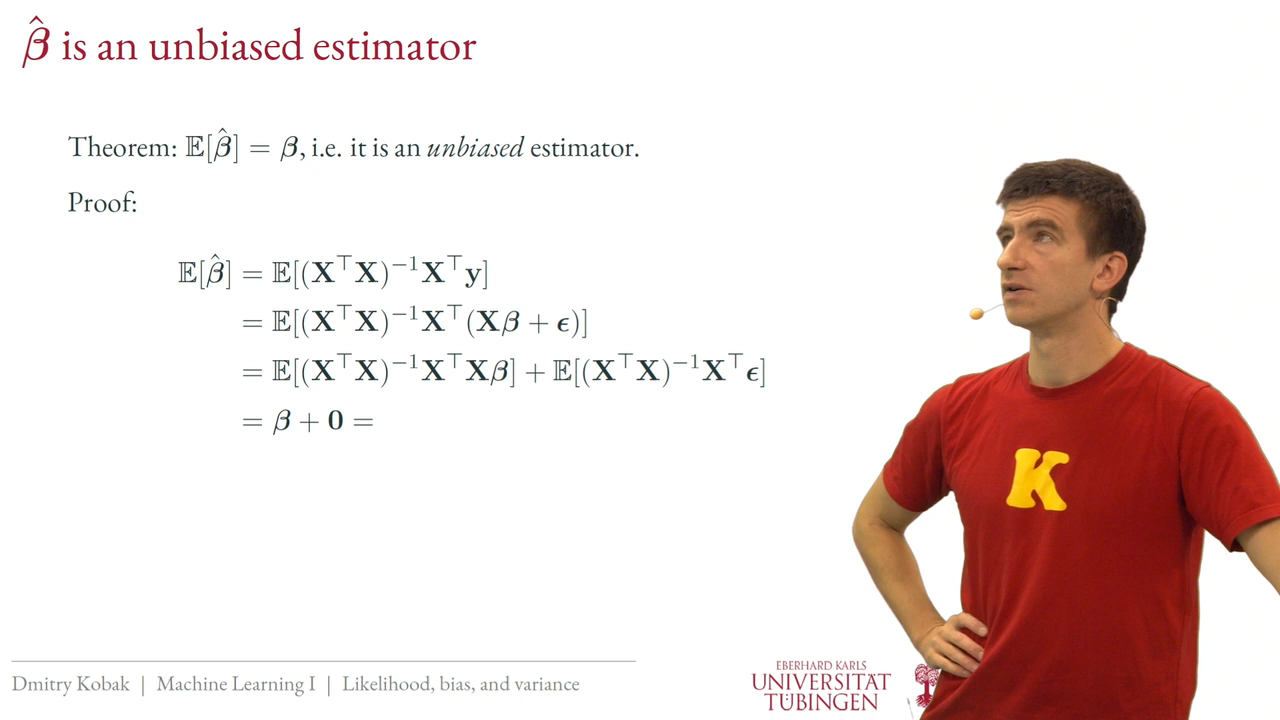 β̂ is an unbiased estimator
Theorem: 𝔼[β̂] = β, i.e. it is an unbiased estimator.
Proof:
𝔼[β̂] = 𝔼[(X⊤X)⁻¹X⊤y]
= 𝔼[(X⊤X)⁻¹X⊤(Xβ + ϵ)]
= 𝔼[(X⊤X)⁻¹X⊤Xβ] + 𝔼[(X⊤X)⁻¹X⊤ϵ]
= β + 0 =
K
Dmitry Kobak | Machine Learning I | Likelihood, bias, and variance
EBERHARD KARLS
UNIVERSITÄT
TÜBINGEN